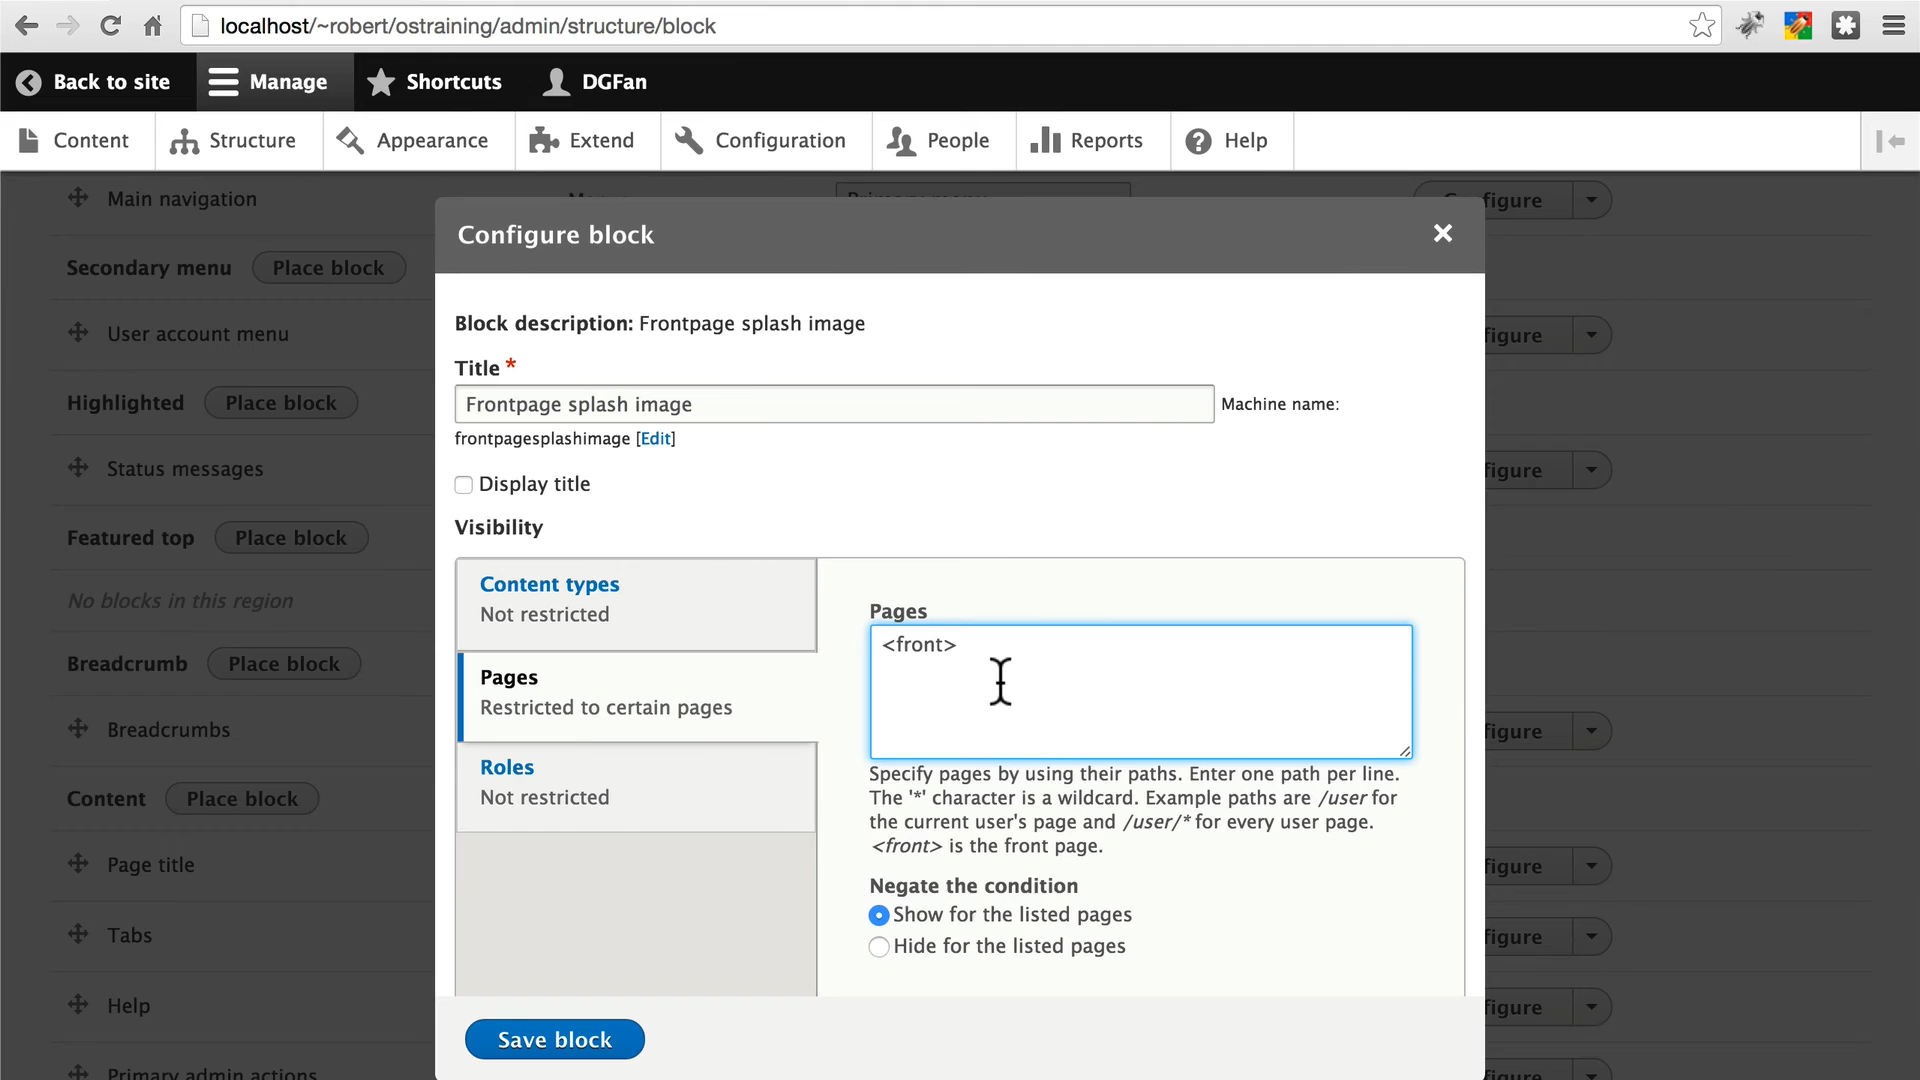 localhost/~robert/ostraining/admin/structure/block
Back to site Manage Shortcuts DGFan
Content Structure Appearance Extend Configuration People Reports Help
Main navigation
Configure block
Secondary menu Place block
User account menu
Highlighted Place block
Status messages
Featured top Place block
No blocks in this region
Breadcrumb Place block
Breadcrumbs
Content Place block
Page title
Tabs
Help
Primary admin actions
Block description: Frontpage splash image
Title *
Frontpage splash image Machine name:
frontpagesplashimage [Edit]
Display title
Visibility
Content types
Not restricted
Pages
Restricted to certain pages
Roles
Not restricted
Pages
<front>
Specify pages by using their paths. Enter one path per line.
The '*' character is a wildcard. Example paths are /user for
the current user's page and /user/* for every user page.
<front> is the front page.
Negate the condition
Show for the listed pages
Hide for the listed pages
Save block
figure
figure
figure
figure
figure
figure
figure